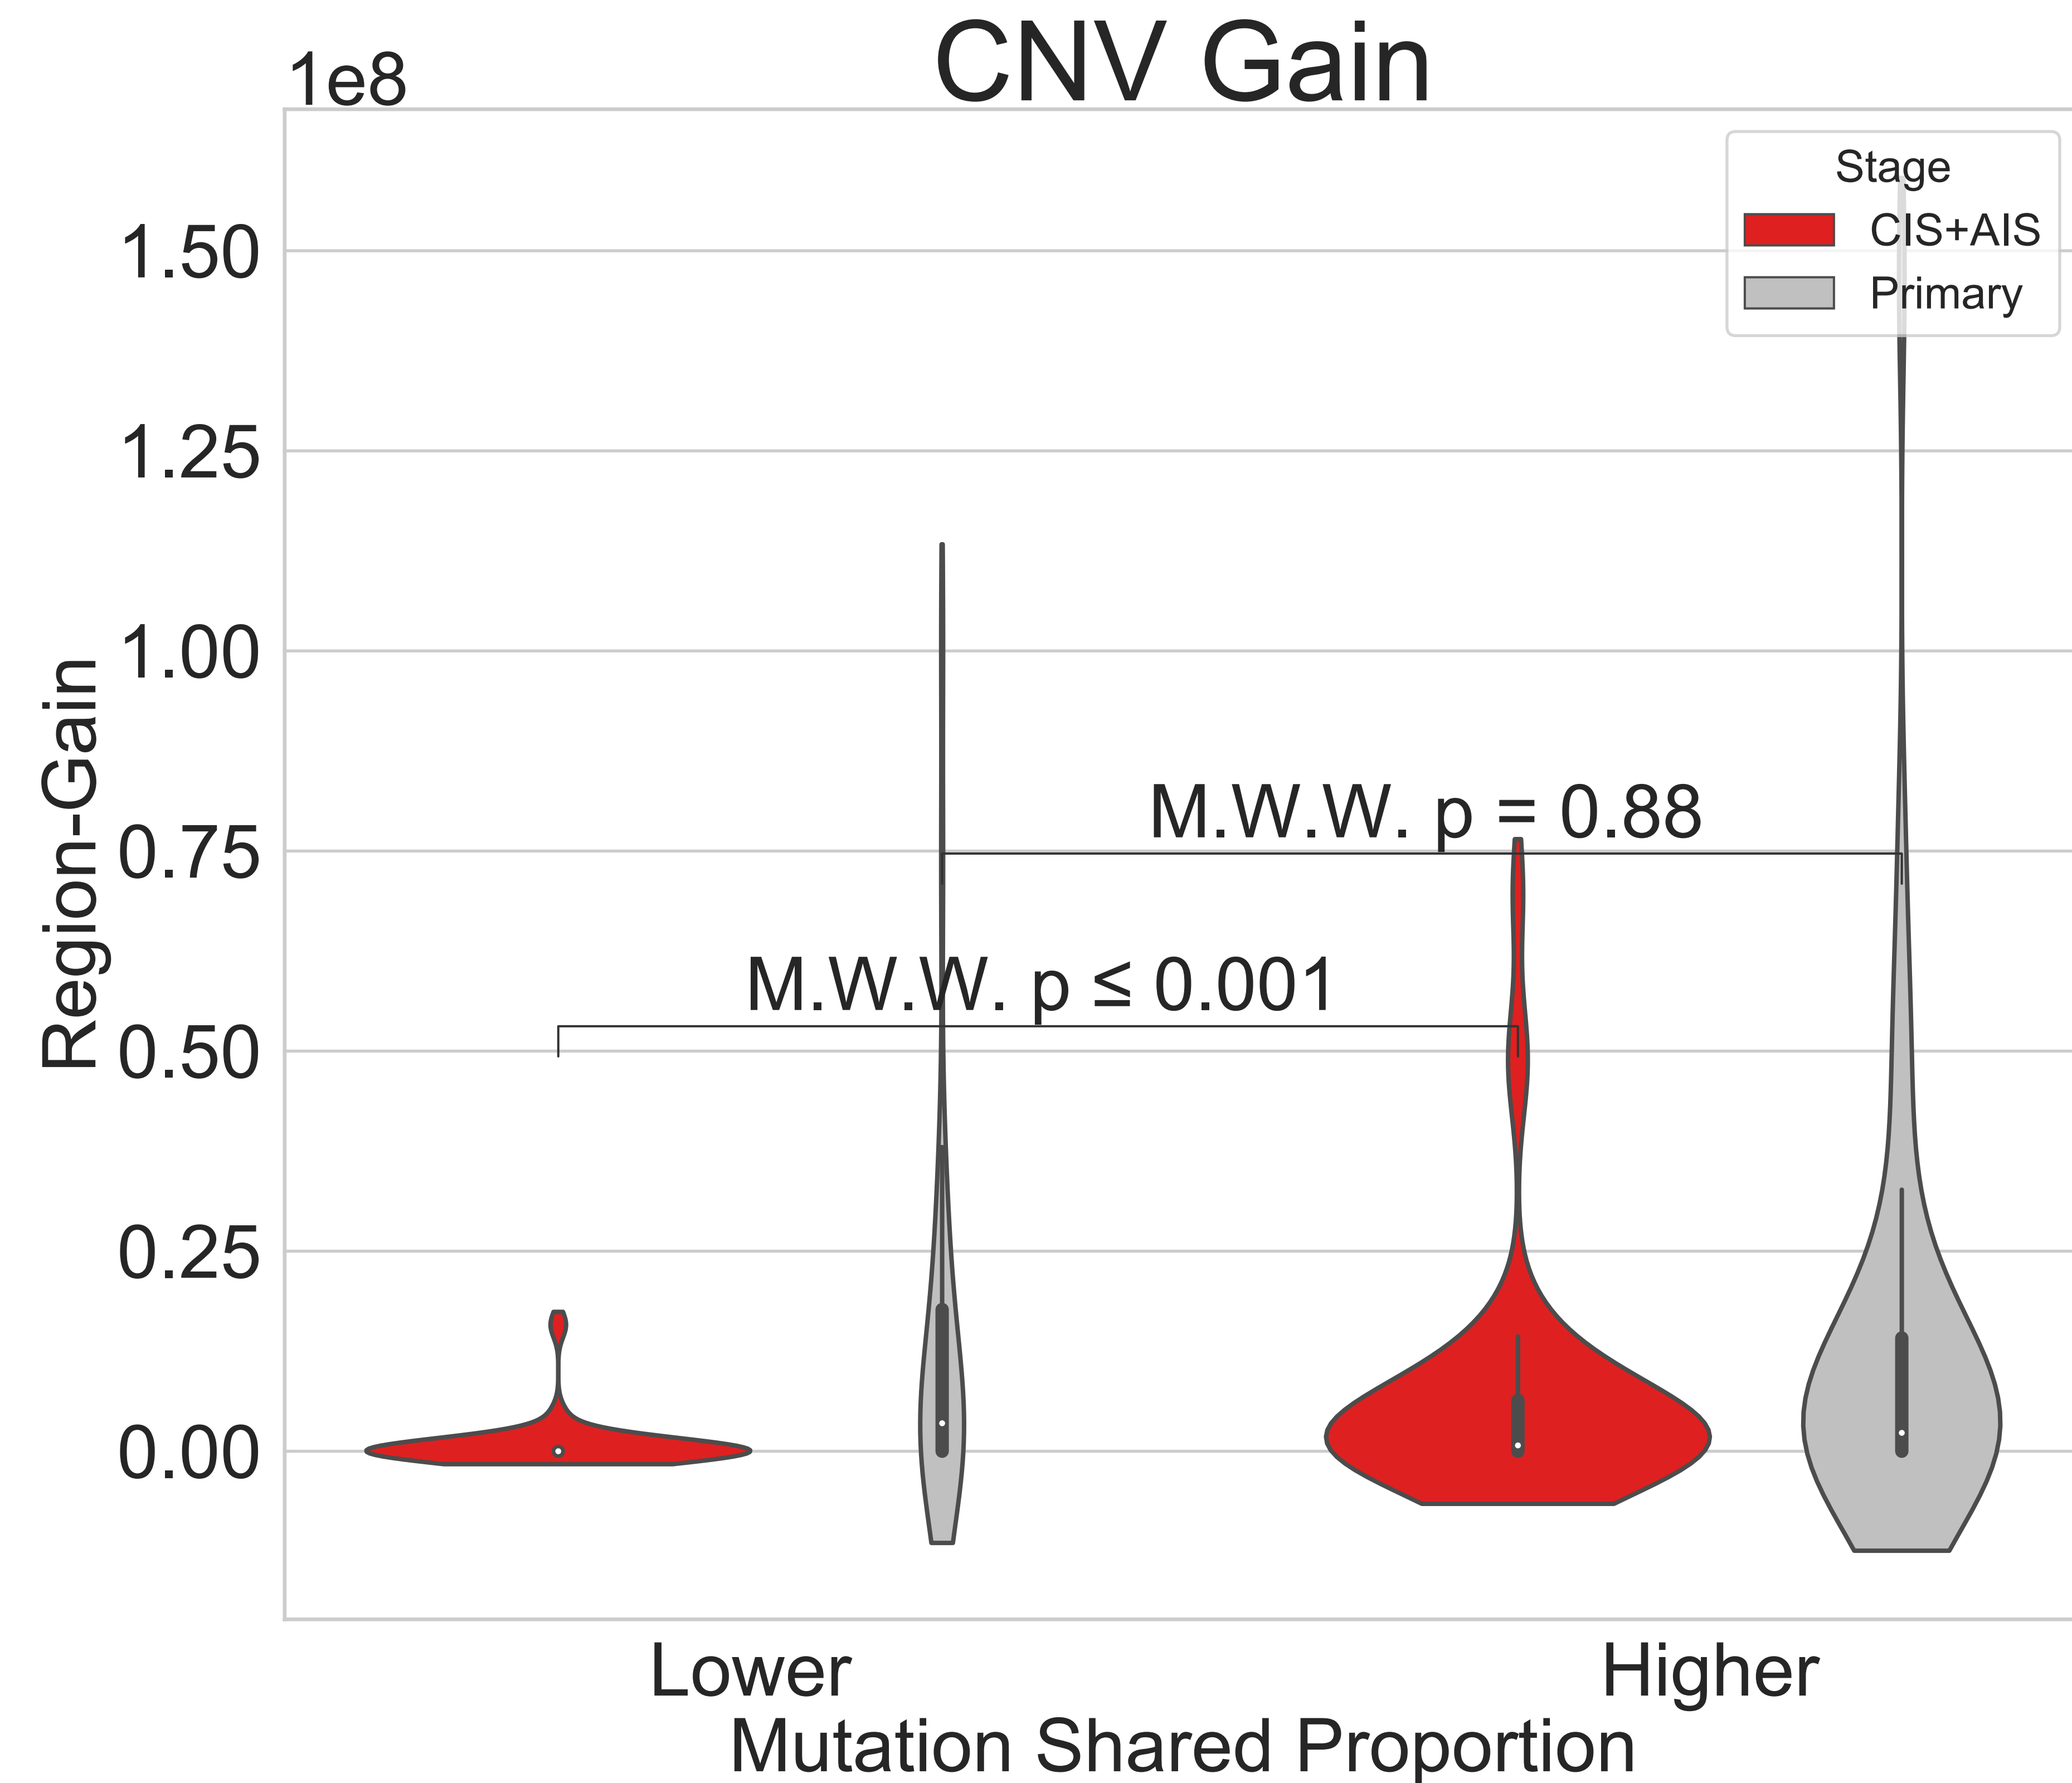 CNV Gain
1e8
Stage
CIS+AIS
Primary
1.50
1.25
1.00
0.75
0.50
0.25
0.00
Region-Gain
M.W.W. p = 0.88
M.W.W. p ≤ 0.001
Lower
Higher
Mutation Shared Proportion